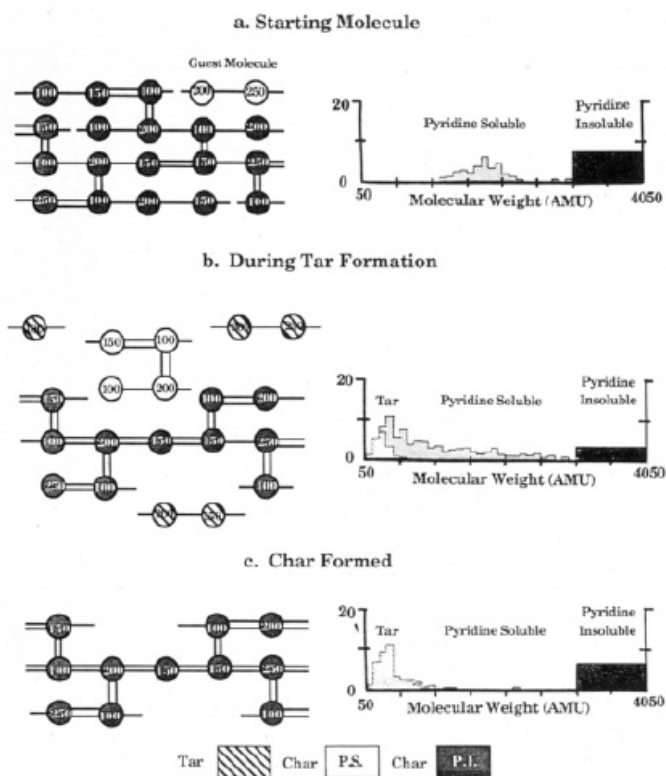 a. Starting Molecule
Guest Molecule
100 150 100 200 250
150 100 200 100 200
100 200 150 150 250
250 100 200 150 100
20
0
50
4050
Pyridine Soluble
Pyridine
Insoluble
Molecular Weight (AMU)
b. During Tar Formation
150 100
100 200
150 100 200
100 200 150 150 250
250 100 100
20
0
50
4050
Tar
Pyridine Soluble
Pyridine
Insoluble
Molecular Weight (AMU)
c. Char Formed
150 100 200
100 200 150 150 250
250 100 100
20
0
50
4050
Tar
Pyridine Soluble
Pyridine
Insoluble
Molecular Weight (AMU)
Tar Char P.S. Char P.I.